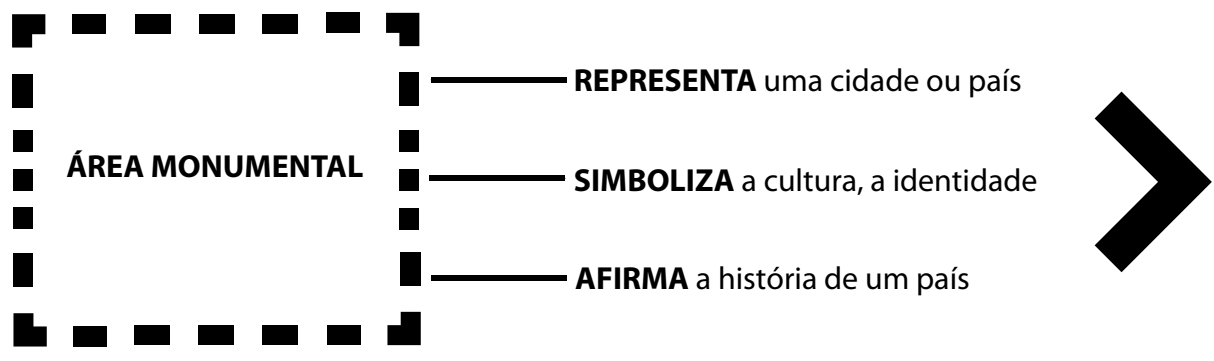 REPRESENTA uma cidade ou país
ÁREA MONUMENTAL
SIMBOLIZA a cultura, a identidade
AFIRMA a história de um país